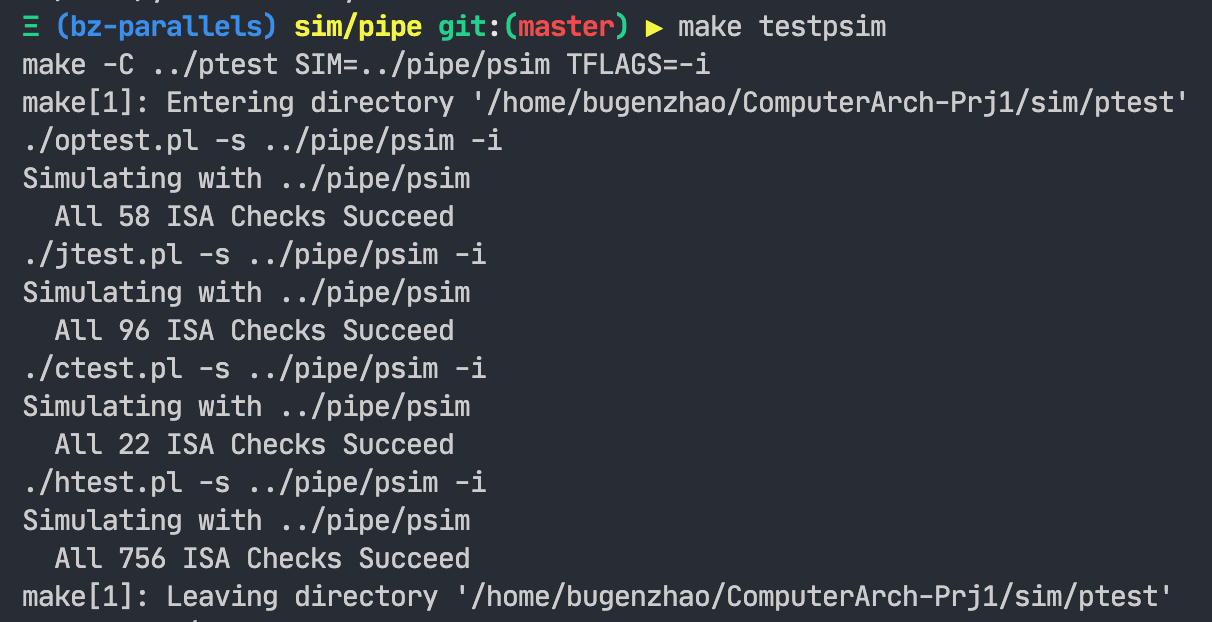 Ξ (bz-parallels) sim/pipe git:(master) ▶ make testpsim
make -C ../ptest SIM=../pipe/psim TFLAGS=-i
make[1]: Entering directory '/home/bugenzhao/ComputerArch-Prj1/sim/ptest'
./optest.pl -s ../pipe/psim -i
Simulating with ../pipe/psim
  All 58 ISA Checks Succeed
./jtest.pl -s ../pipe/psim -i
Simulating with ../pipe/psim
  All 96 ISA Checks Succeed
./ctest.pl -s ../pipe/psim -i
Simulating with ../pipe/psim
  All 22 ISA Checks Succeed
./htest.pl -s ../pipe/psim -i
Simulating with ../pipe/psim
  All 756 ISA Checks Succeed
make[1]: Leaving directory '/home/bugenzhao/ComputerArch-Prj1/sim/ptest'